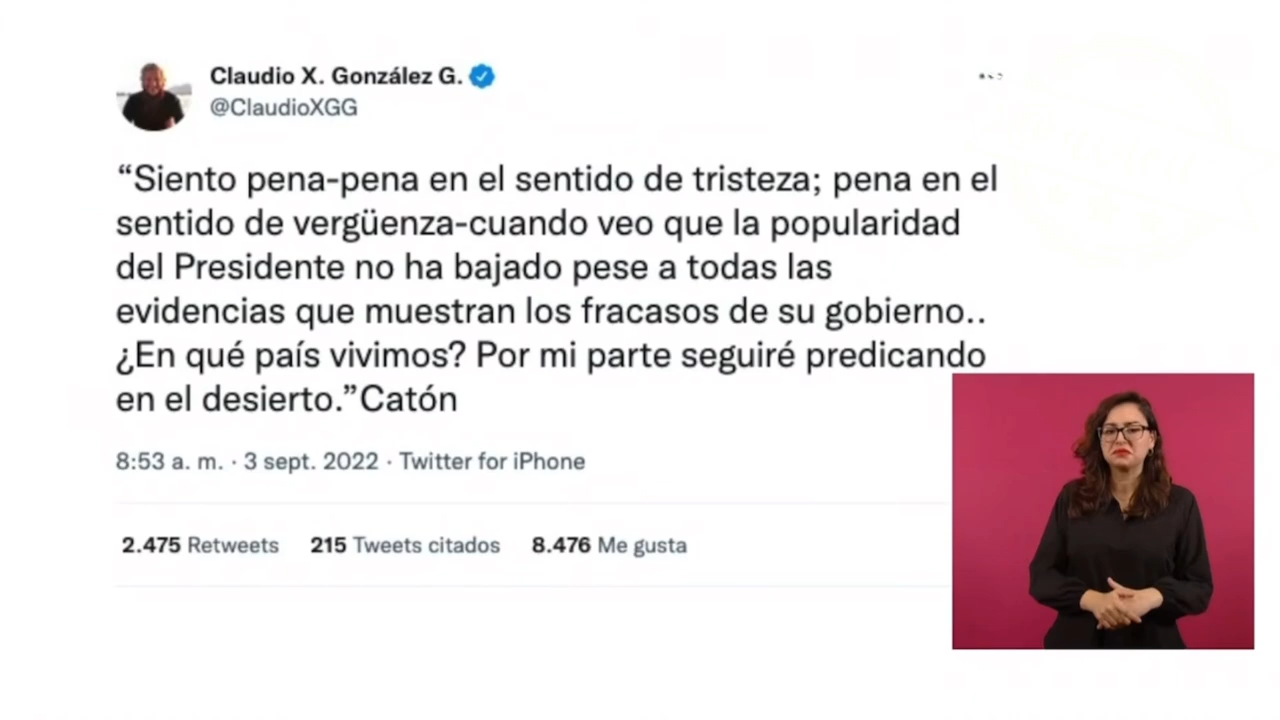 Claudio X. González G.
@ClaudioXGG
“Siento pena-pena en el sentido de tristeza; pena en el
sentido de vergüenza-cuando veo que la popularidad
del Presidente no ha bajado pese a todas las
evidencias que muestran los fracasos de su gobierno..
¿En qué país vivimos? Por mi parte seguiré predicando
en el desierto.”Catón
8:53 a. m. · 3 sept. 2022 · Twitter for iPhone
2.475 Retweets 215 Tweets citados 8.476 Me gusta